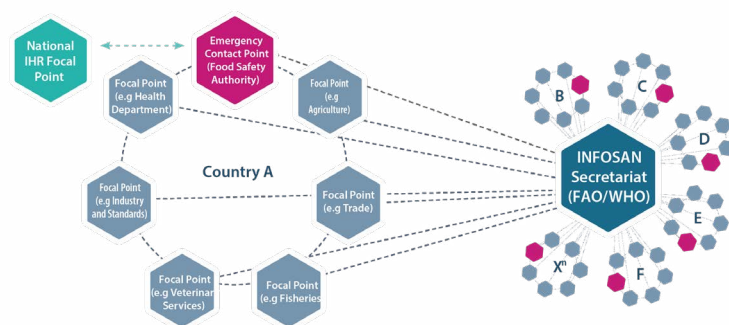 National
IHR Focal
Point
Emergency
Contact Point
(Food Safety
Authority)
Focal Point
(e.g Health
Department)
Focal Point
(e.g
Agriculture)
Country A
Focal Point
(e.g Industry
and Standards)
Focal Point
(e.g Trade)
Focal Point
(e.g Veterinar
Services)
Focal Point
(e.g Fisheries
INFOSAN
Secretariat
(FAO/WHO)
B
C
D
E
F
Xⁿ